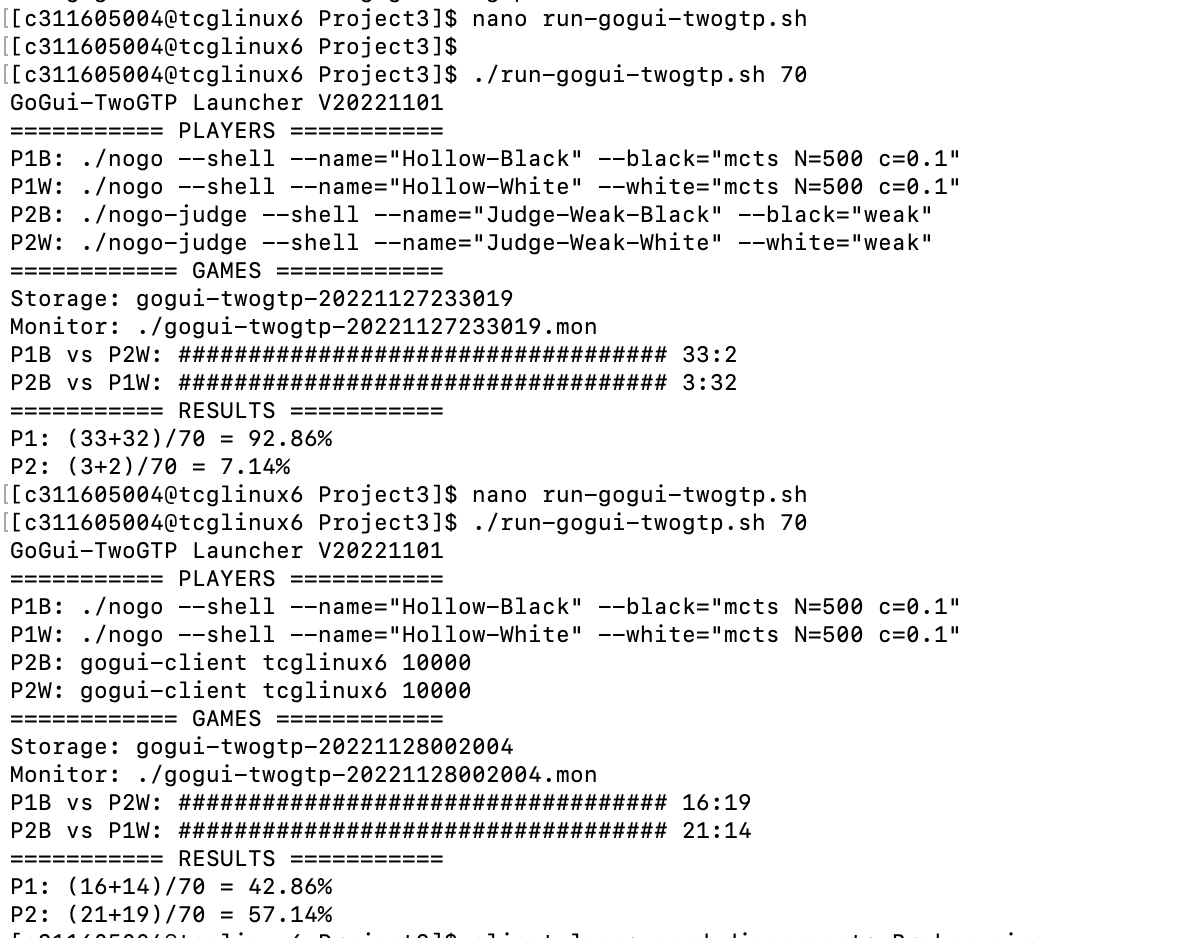 [[c311605004@tcglinux6 Project3]$ nano run-gogui-twogtp.sh
[[c311605004@tcglinux6 Project3]$
[[c311605004@tcglinux6 Project3]$ ./run-gogui-twogtp.sh 70
GoGui-TwoGTP Launcher V20221101
=========== PLAYERS ===========
P1B: ./nogo --shell --name="Hollow-Black" --black="mcts N=500 c=0.1"
P1W: ./nogo --shell --name="Hollow-White" --white="mcts N=500 c=0.1"
P2B: ./nogo-judge --shell --name="Judge-Weak-Black" --black="weak"
P2W: ./nogo-judge --shell --name="Judge-Weak-White" --white="weak"
============ GAMES ============
Storage: gogui-twogtp-20221127233019
Monitor: ./gogui-twogtp-20221127233019.mon
P1B vs P2W: ################################### 33:2
P2B vs P1W: ################################### 3:32
=========== RESULTS ===========
P1: (33+32)/70 = 92.86%
P2: (3+2)/70 = 7.14%
[[c311605004@tcglinux6 Project3]$ nano run-gogui-twogtp.sh
[[c311605004@tcglinux6 Project3]$ ./run-gogui-twogtp.sh 70
GoGui-TwoGTP Launcher V20221101
=========== PLAYERS ===========
P1B: ./nogo --shell --name="Hollow-Black" --black="mcts N=500 c=0.1"
P1W: ./nogo --shell --name="Hollow-White" --white="mcts N=500 c=0.1"
P2B: gogui-client tcglinux6 10000
P2W: gogui-client tcglinux6 10000
============ GAMES ============
Storage: gogui-twogtp-20221128002004
Monitor: ./gogui-twogtp-20221128002004.mon
P1B vs P2W: ################################### 16:19
P2B vs P1W: ################################### 21:14
=========== RESULTS ===========
P1: (16+14)/70 = 42.86%
P2: (21+19)/70 = 57.14%